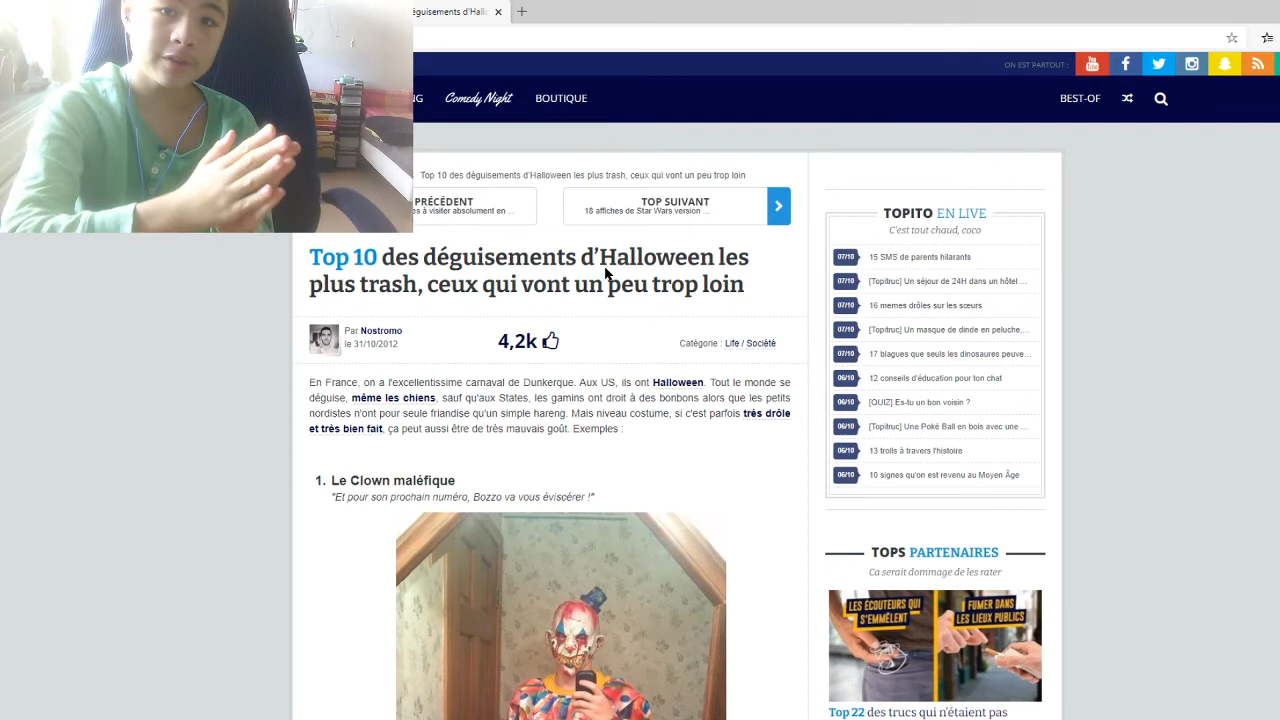 éguisements d'Hallo
ON EST PARTOUT :
You Tube
NG Comedy Night BOUTIQUE
BEST-OF
Top 10 des déguisements d'Halloween les plus trash, ceux qui vont un peu trop loin
PRÉCÉDENT
es à visiter absolument en ...
TOP SUIVANT
18 affiches de Star Wars version ...
Top 10 des déguisements d'Halloween les
plus trash, ceux qui vont un peu trop loin
Par Nostromo
le 31/10/2012
4,2k
Catégorie : Life / Société
En France, on a l'excellentissime carnaval de Dunkerque. Aux US, ils ont Halloween. Tout le monde se
déguise, même les chiens, sauf qu'aux States, les gamins ont droit à des bonbons alors que les petits
nordistes n'ont pour seule friandise qu'un simple hareng. Mais niveau costume, si c'est parfois très drôle
et très bien fait, ça peut aussi être de très mauvais goût. Exemples :
1. Le Clown maléfique
"Et pour son prochain numéro, Bozzo va vous éviscérer !"
TOPITO EN LIVE
C'est tout chaud, coco
07/10 15 SMS de parents hilarants
07/10 [Topitruc] Un séjour de 24H dans un hôtel ...
07/10 16 memes drôles sur les sœurs
07/10 [Topitruc] Un masque de dinde en peluche,...
07/10 17 blagues que seuls les dinosaures peuve...
06/10 12 conseils d'éducation pour ton chat
06/10 [QUIZ] Es-tu un bon voisin ?
06/10 [Topitruc] Une Poké Ball en bois avec une ...
06/10 13 trolls à travers l'histoire
06/10 10 signes qu'on est revenu au Moyen Âge
TOPS PARTENAIRES
Ca serait dommage de les rater
LES ÉCOUTEURS QUI
S'EMMÊLENT
FUMER DANS
LES LIEUX PUBLICS
Top 22 des trucs qui n'étaient pas